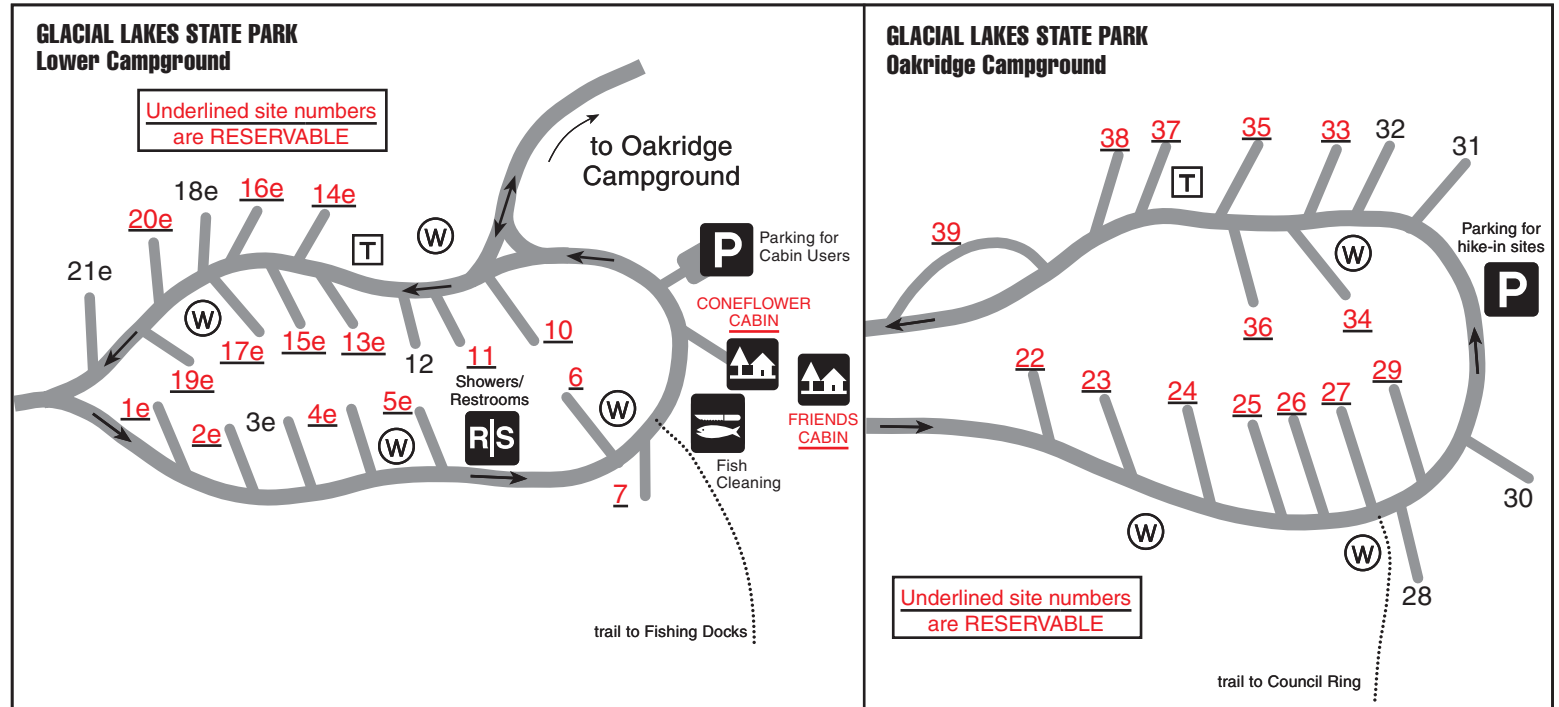 GLACIAL LAKES STATE PARK
Lower Campground
Underlined site numbers
are RESERVABLE
to Oakridge
Campground
18e
16e
14e
20e
T
W
21e
P
Parking for
Cabin Users
CONEFLOWER
CABIN
W
17e
15e
13e
12
11
10
19e
Showers/
Restrooms
R|S
6
W
1e
2e
3e
4e
5e
W
FRIENDS
CABIN
Fish
Cleaning
7
trail to Fishing Docks
GLACIAL LAKES STATE PARK
Oakridge Campground
38
37
35
33
32
31
T
39
W
Parking for
hike-in sites
P
36
34
22
23
24
25
26
27
29
30
W
W
28
Underlined site numbers
are RESERVABLE
trail to Council Ring